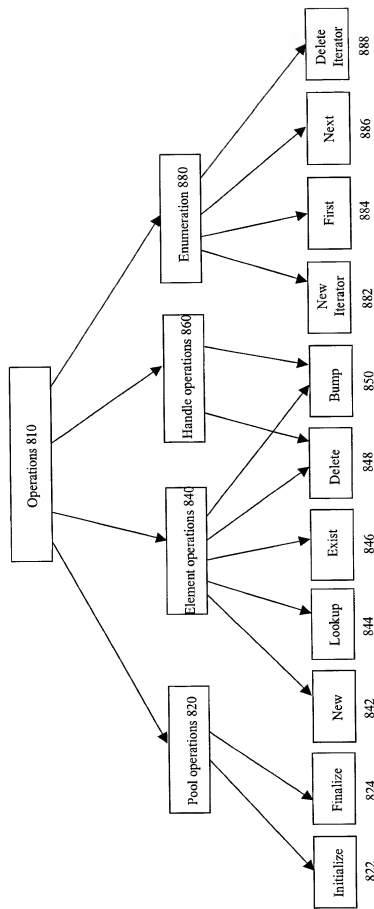 Operations 810
Pool operations 820
Element operations 840
Handle operations 860
Enumeration 880
Initialize
Finalize
New
Lookup
Exist
Delete
Bump
New
Iterator
First
Next
Delete
Iterator
822
824
842
844
846
848
850
882
884
886
888